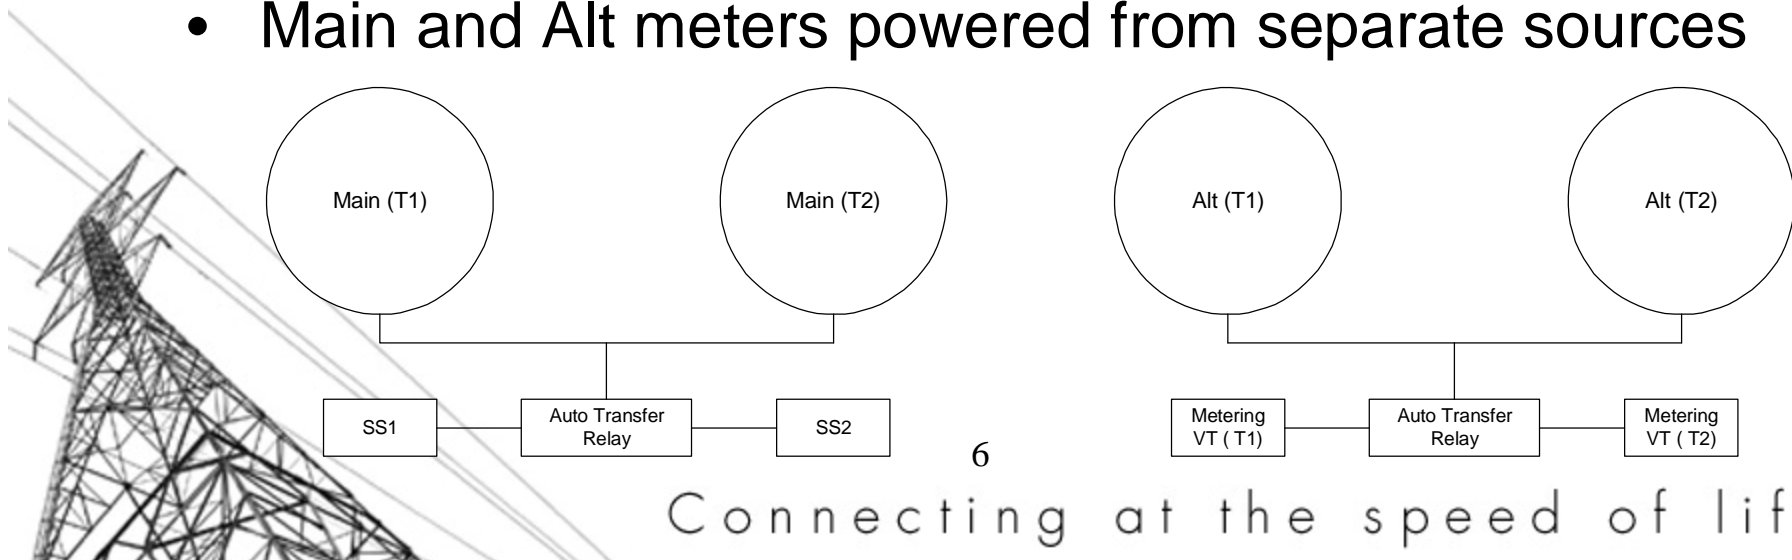 • Main and Alt meters powered from separate sources
Main (T1)
Main (T2)
Alt (T1)
Alt (T2)
SS1
Auto Transfer
Relay
SS2
Metering
VT ( T1)
Auto Transfer
Relay
Metering
VT ( T2)
6
Connecting at the speed of lif